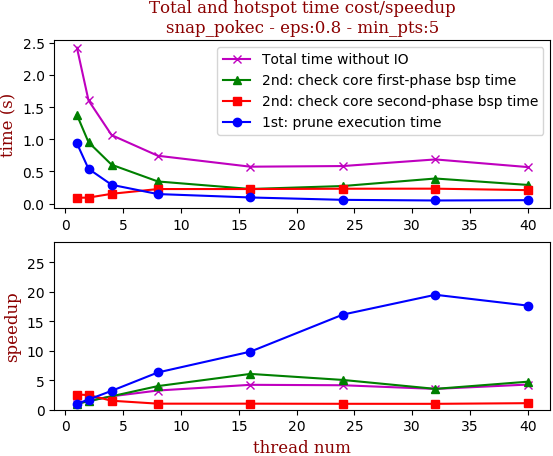 Total and hotspot time cost/speedup
snap_pokec - eps:0.8 - min_pts:5
time (s)
2.5
2.0
1.5
1.0
0.5
0.0
Total time without IO
2nd: check core first-phase bsp time
2nd: check core second-phase bsp time
1st: prune execution time
0 5 10 15 20 25 30 35 40
speedup
25
20
15
10
5
0
0 5 10 15 20 25 30 35 40
thread num